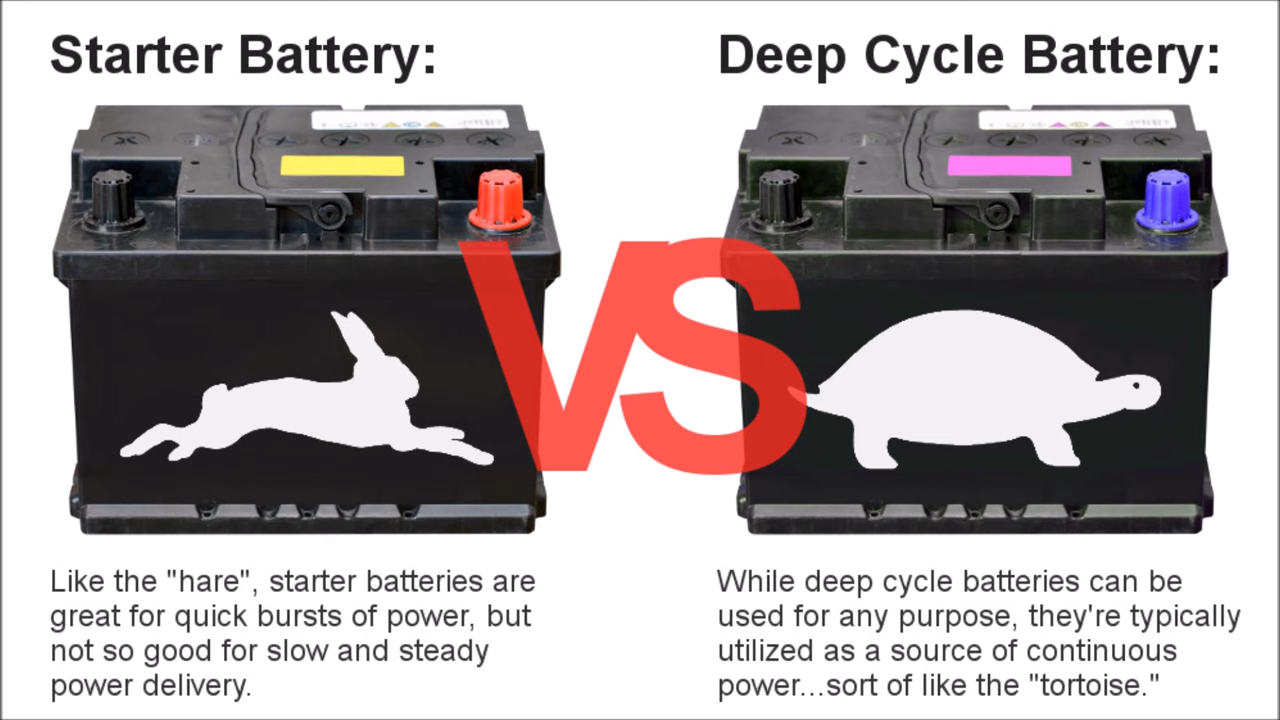 Starter Battery:
Deep Cycle Battery:
VS
Like the "hare", starter batteries are
great for quick bursts of power, but
not so good for slow and steady
power delivery.
While deep cycle batteries can be
used for any purpose, they're typically
utilized as a source of continuous
power...sort of like the "tortoise."